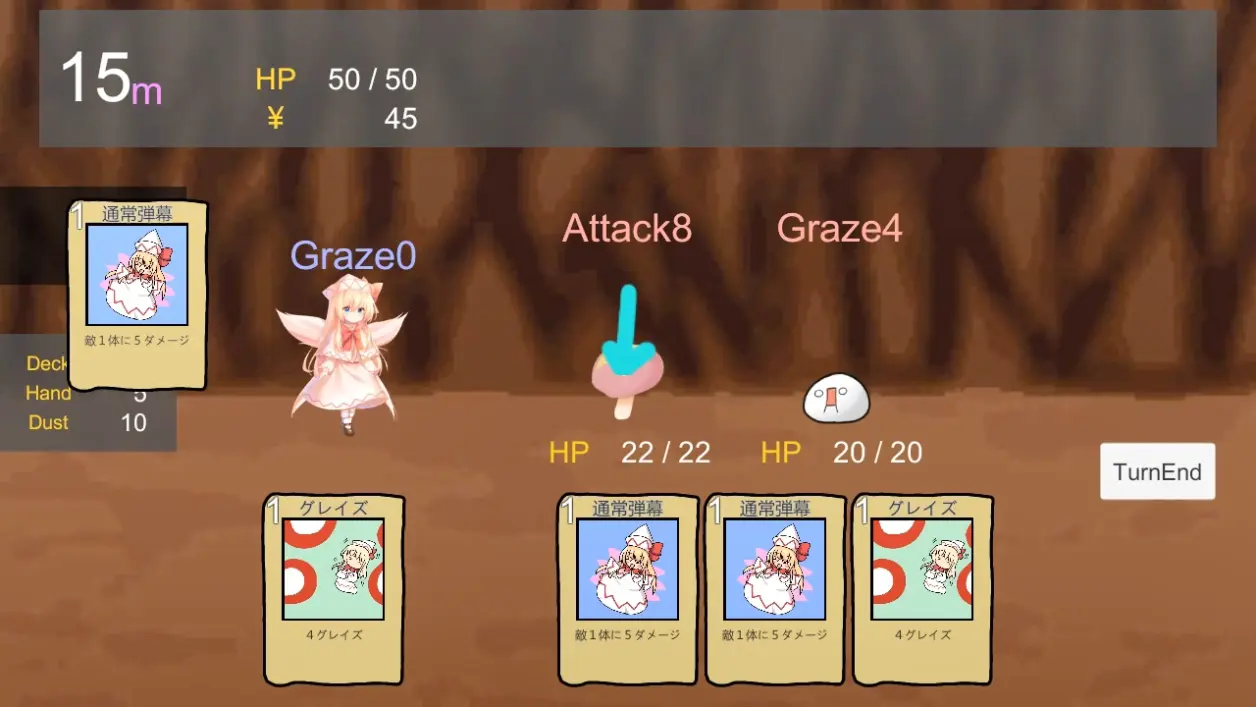 15m
HP 50 / 50
¥ 45
1 通常弾幕
敵1体に5ダメージ
Graze0
Attack8
Graze4
Deck
Hand 5
Dust 10
HP 22 / 22
HP 20 / 20
TurnEnd
1 グレイズ
4グレイズ
1 通常弾幕
敵1体に5ダメージ
1 通常弾幕
敵1体に5ダメージ
1 グレイズ
4グレイズ